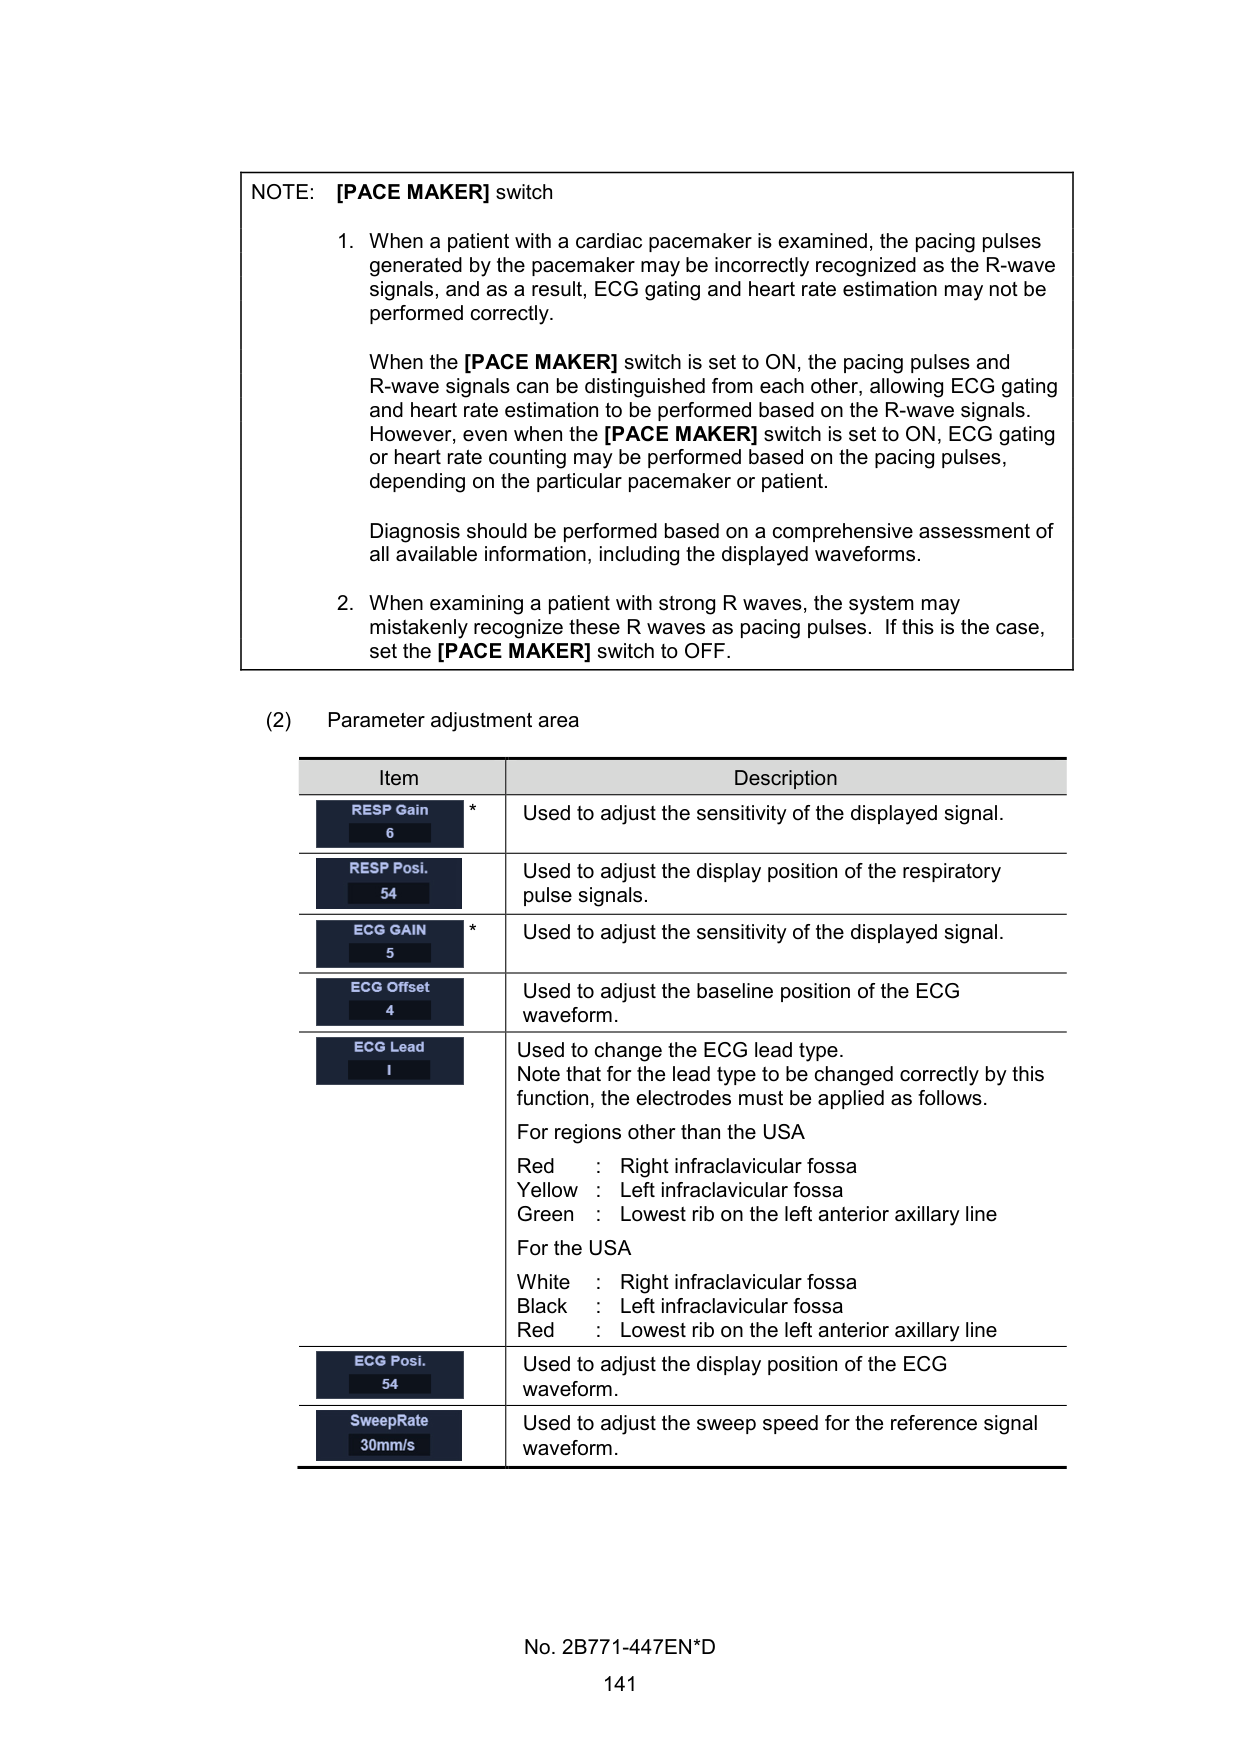 NOTE: [PACE MAKER] switch
1. When a patient with a cardiac pacemaker is examined, the pacing pulses
generated by the pacemaker may be incorrectly recognized as the R-wave
signals, and as a result, ECG gating and heart rate estimation may not be
performed correctly.
When the [PACE MAKER] switch is set to ON, the pacing pulses and
R-wave signals can be distinguished from each other, allowing ECG gating
and heart rate estimation to be performed based on the R-wave signals.
However, even when the [PACE MAKER] switch is set to ON, ECG gating
or heart rate counting may be performed based on the pacing pulses,
depending on the particular pacemaker or patient.
Diagnosis should be performed based on a comprehensive assessment of
all available information, including the displayed waveforms.
2. When examining a patient with strong R waves, the system may
mistakenly recognize these R waves as pacing pulses.  If this is the case,
set the [PACE MAKER] switch to OFF.
(2) Parameter adjustment area
Item Description
RESP Gain * Used to adjust the sensitivity of the displayed signal.
6
RESP Posi. Used to adjust the display position of the respiratory
54 pulse signals.
ECG GAIN * Used to adjust the sensitivity of the displayed signal.
5
ECG Offset Used to adjust the baseline position of the ECG
4 waveform.
ECG Lead Used to change the ECG lead type.
I Note that for the lead type to be changed correctly by this
function, the electrodes must be applied as follows.
For regions other than the USA
Red : Right infraclavicular fossa
Yellow : Left infraclavicular fossa
Green : Lowest rib on the left anterior axillary line
For the USA
White : Right infraclavicular fossa
Black : Left infraclavicular fossa
Red : Lowest rib on the left anterior axillary line
ECG Posi. Used to adjust the display position of the ECG
54 waveform.
SweepRate Used to adjust the sweep speed for the reference signal
30mm/s waveform.
No. 2B771-447EN*D
141